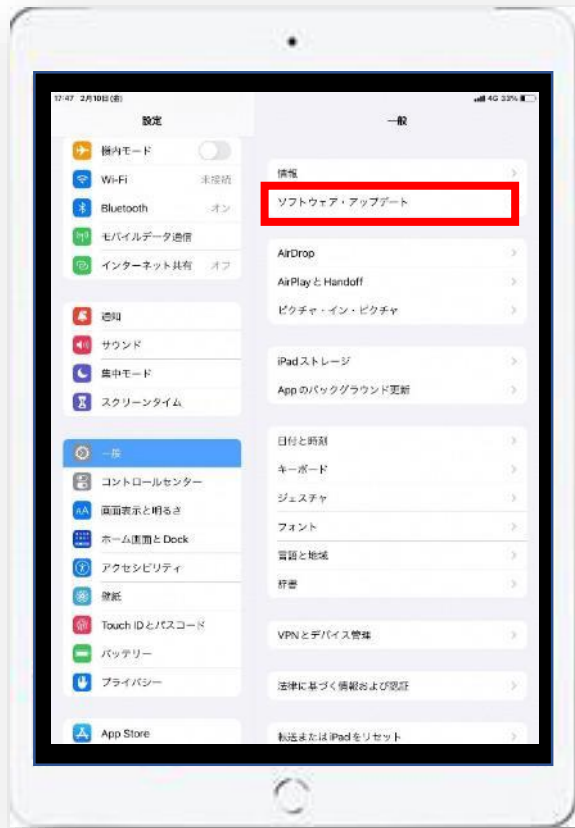 17:47 2月10日(金)
4G 33%
設定
機内モード
Wi-Fi 未接続
Bluetooth オン
モバイルデータ通信
インターネット共有 オフ
通知
サウンド
集中モード
スクリーンタイム
一般
コントロールセンター
AA 画面表示と明るさ
ホーム画面とDock
アクセシビリティ
壁紙
Touch IDとパスコード
バッテリー
プライバシー
App Store
一般
情報
ソフトウェア・アップデート
AirDrop
AirPlayとHandoff
ピクチャ・イン・ピクチャ
iPadストレージ
Appのバックグラウンド更新
日付と時刻
キーボード
ジェスチャ
フォント
言語と地域
辞書
VPNとデバイス管理
法律に基づく情報および認証
転送またはiPadをリセット